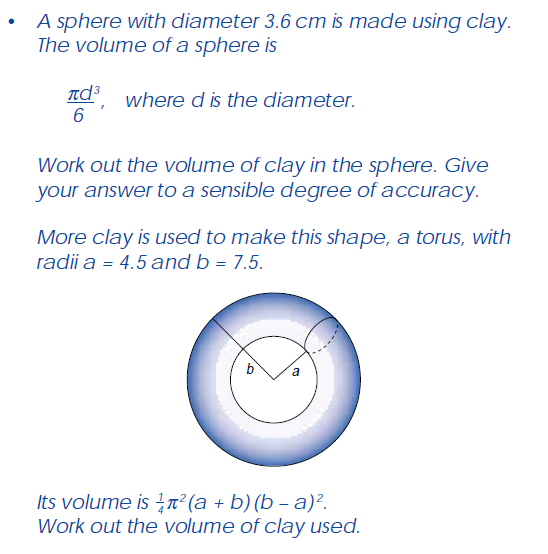 • A sphere with diameter 3.6 cm is made using clay.
The volume of a sphere is
πd³/6, where d is the diameter.
Work out the volume of clay in the sphere. Give
your answer to a sensible degree of accuracy.
More clay is used to make this shape, a torus, with
radii a = 4.5 and b = 7.5.
b a
Its volume is ¼π²(a + b)(b – a)².
Work out the volume of clay used.